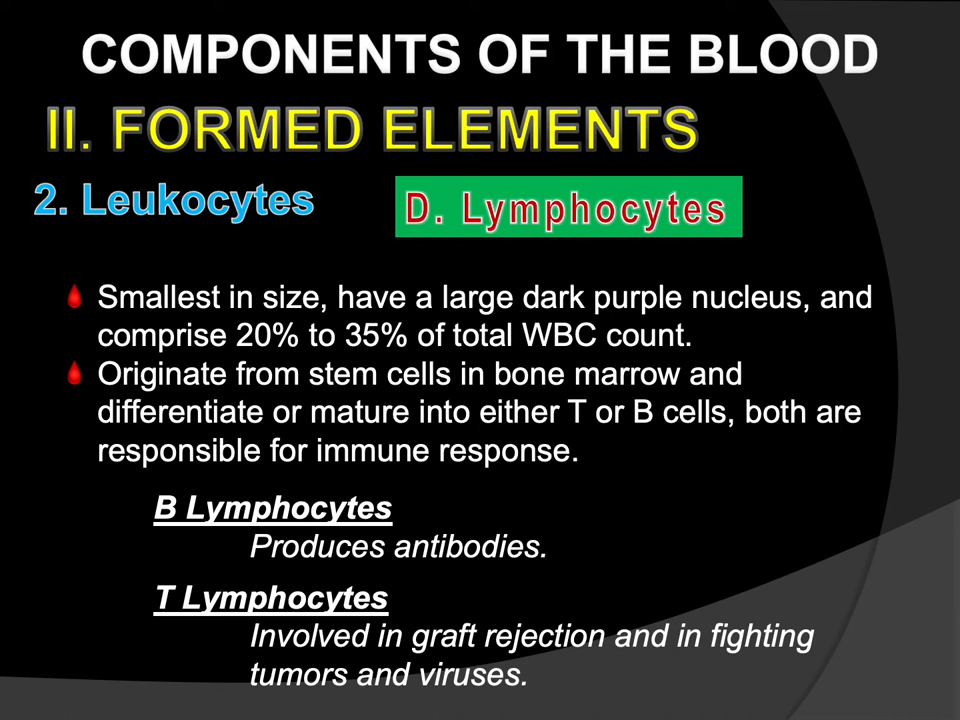 COMPONENTS OF THE BLOOD
II. FORMED ELEMENTS
2. Leukocytes
D. Lymphocytes
Smallest in size, have a large dark purple nucleus, and
comprise 20% to 35% of total WBC count.
Originate from stem cells in bone marrow and
differentiate or mature into either T or B cells, both are
responsible for immune response.
B Lymphocytes
Produces antibodies.
T Lymphocytes
Involved in graft rejection and in fighting
tumors and viruses.